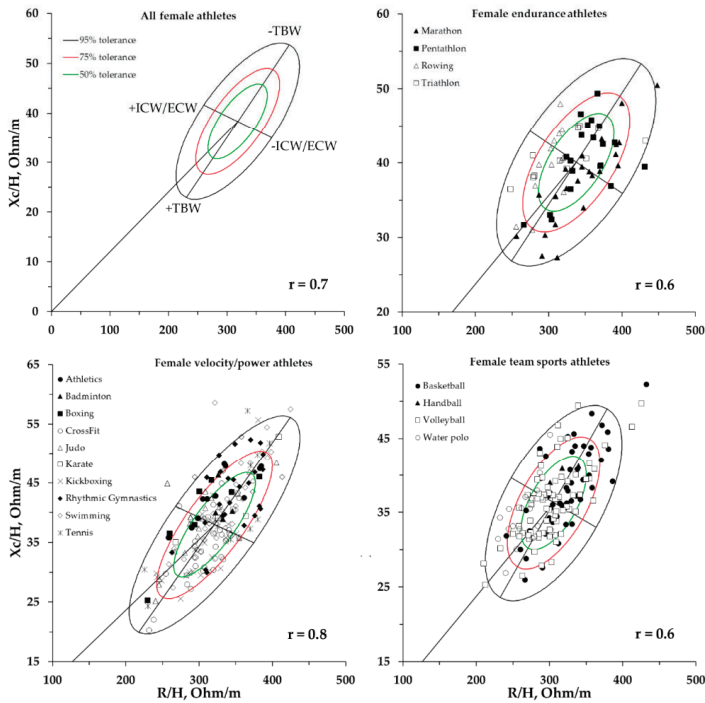 All female athletes
95% tolerance
75% tolerance
50% tolerance
-TBW
+ICW/ECW
-ICW/ECW
+TBW
r = 0.7
Xc/H, Ohm/m
60
50
40
30
20
10
0
0 100 200 300 400 500
Female endurance athletes
Marathon
Pentathlon
Rowing
Triathlon
r = 0.6
60
50
40
30
20
100 200 300 400 500
Female velocity/power athletes
Athletics
Badminton
Boxing
CrossFit
Judo
Karate
Kickboxing
Rhythmic Gymnastics
Swimming
Tennis
r = 0.8
Xc/H, Ohm/m
65
55
45
35
25
15
100 200 300 400 500
R/H, Ohm/m
Female team sports athletes
Basketball
Handball
Volleyball
Water polo
r = 0.6
55
45
35
25
15
100 200 300 400 500
R/H, Ohm/m